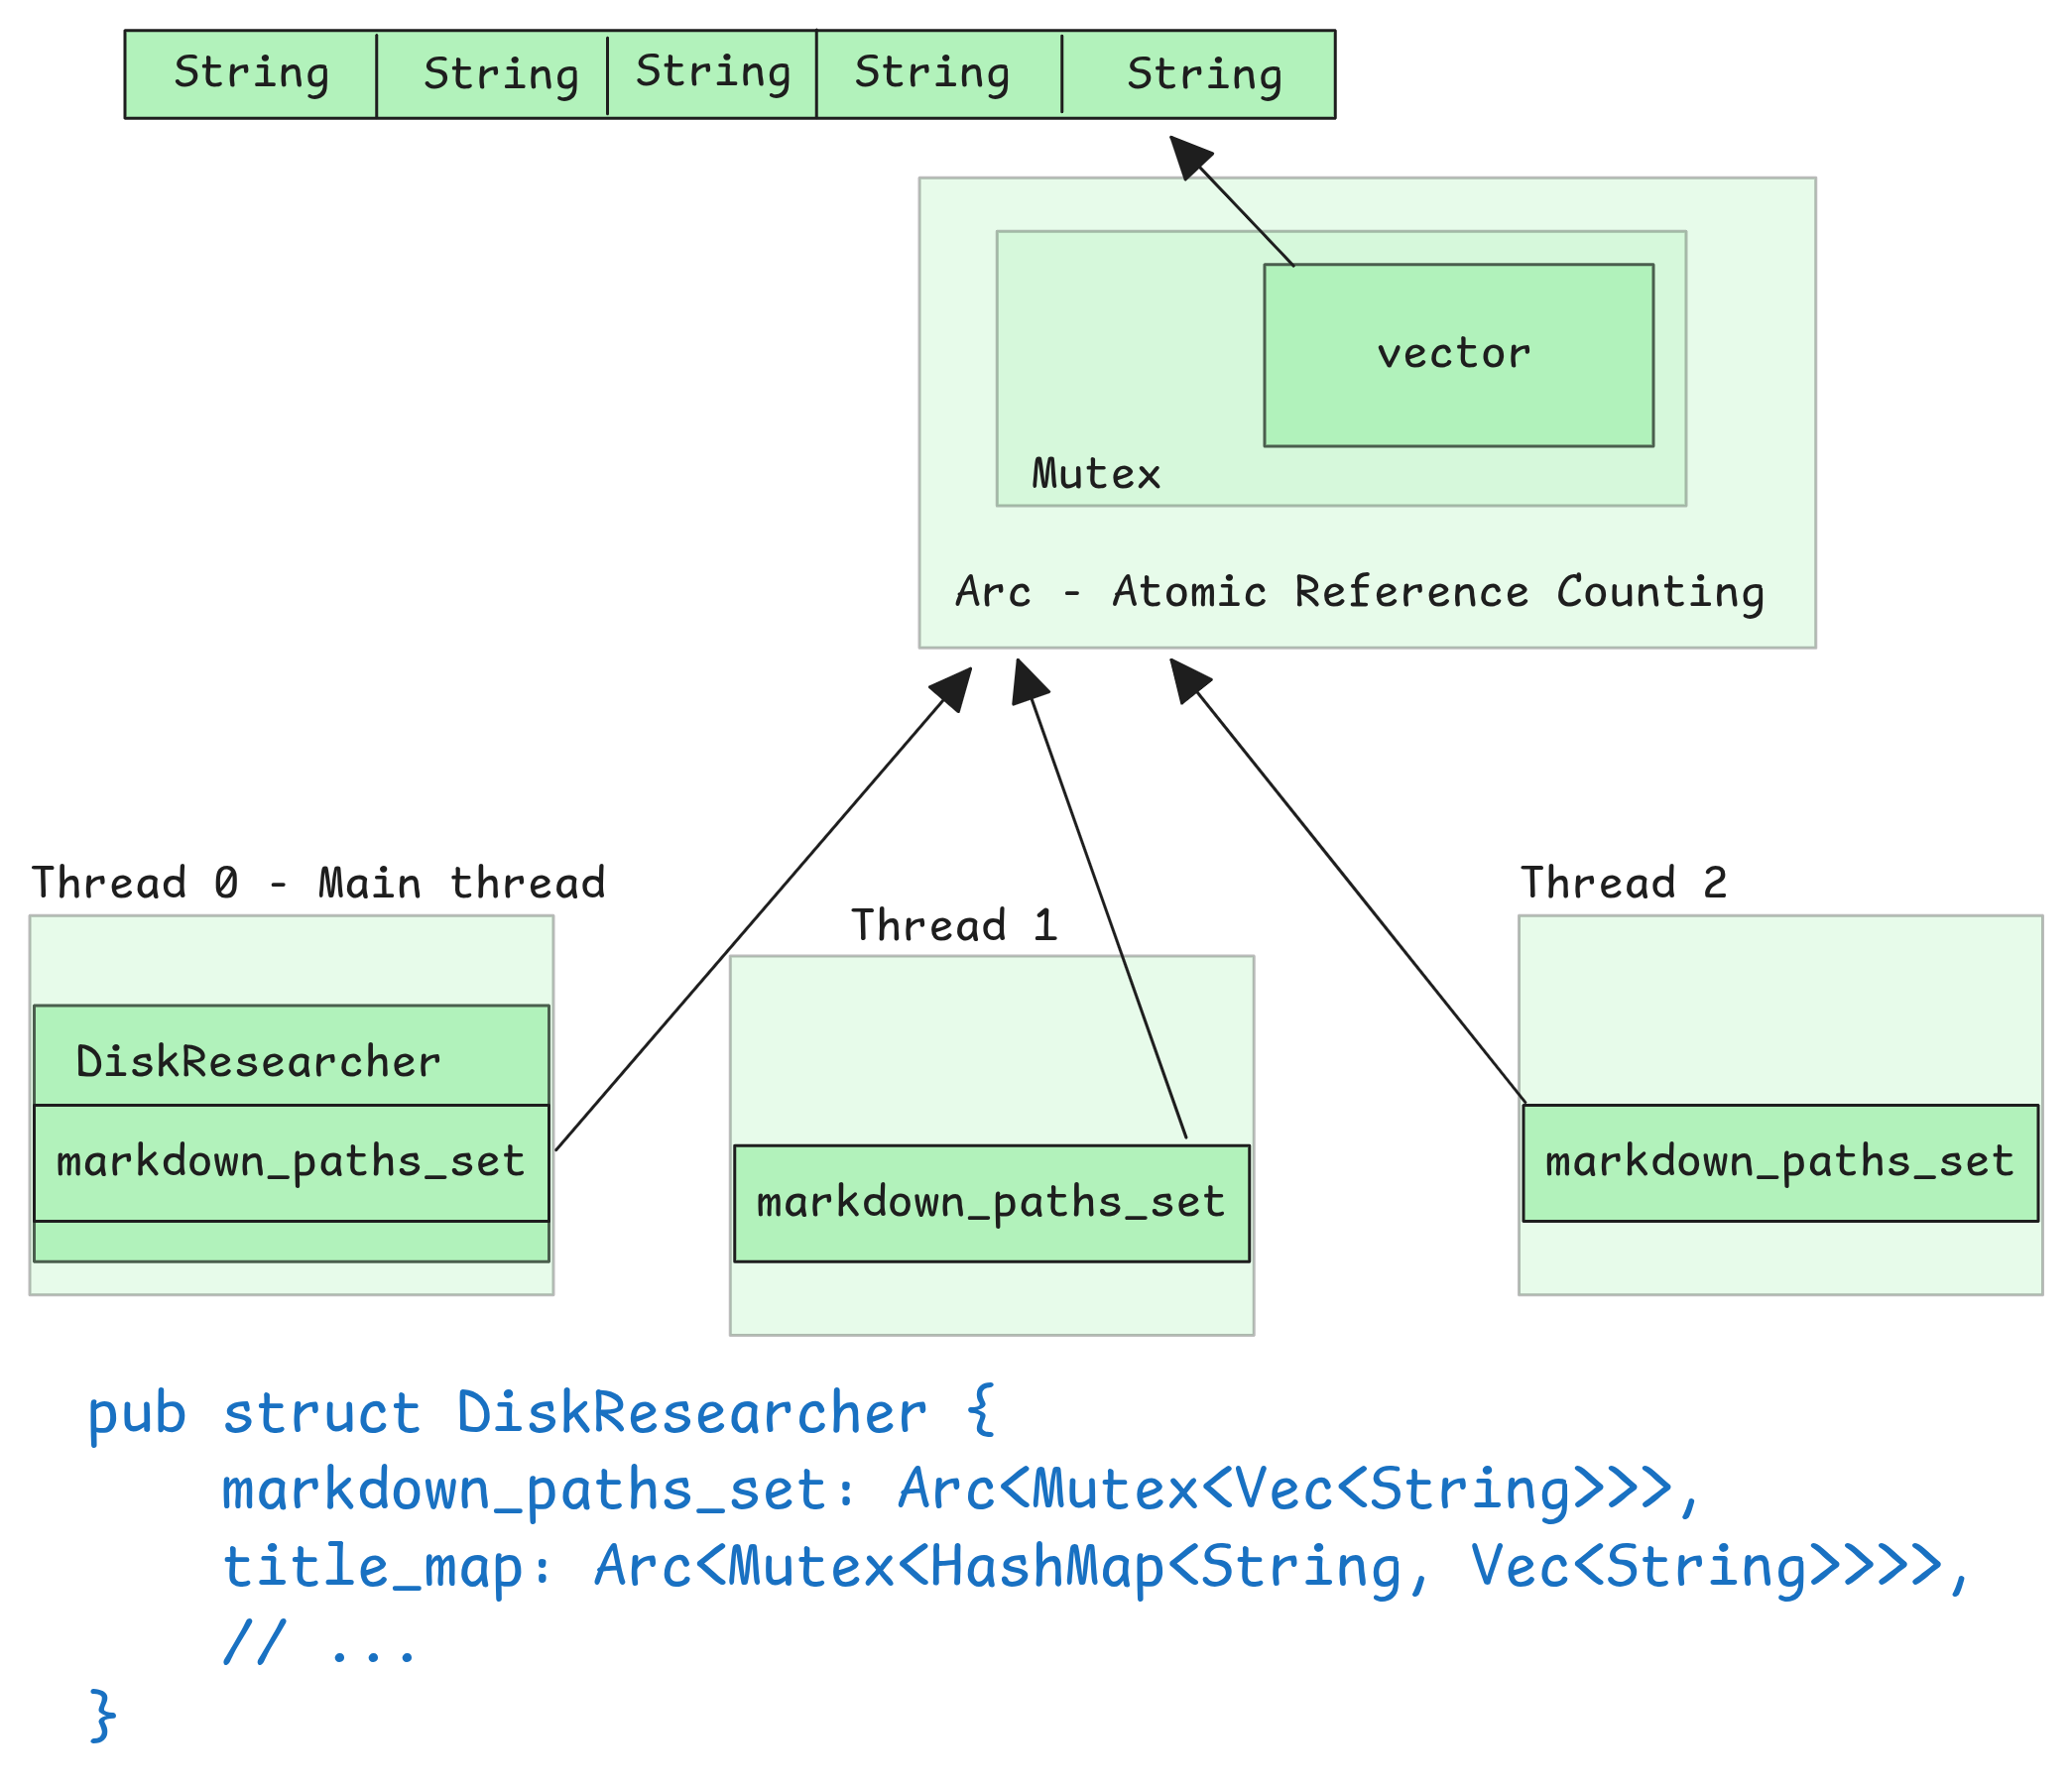 String String String String String
vector
Mutex
Arc - Atomic Reference Counting
Thread 0 - Main thread
Thread 1
Thread 2
DiskResearcher
markdown_paths_set
markdown_paths_set
markdown_paths_set
pub struct DiskResearcher {
    markdown_paths_set: Arc<Mutex<Vec<String>>>,
    title_map: Arc<Mutex<HashMap<String, Vec<String>>>>,
    // ...
}